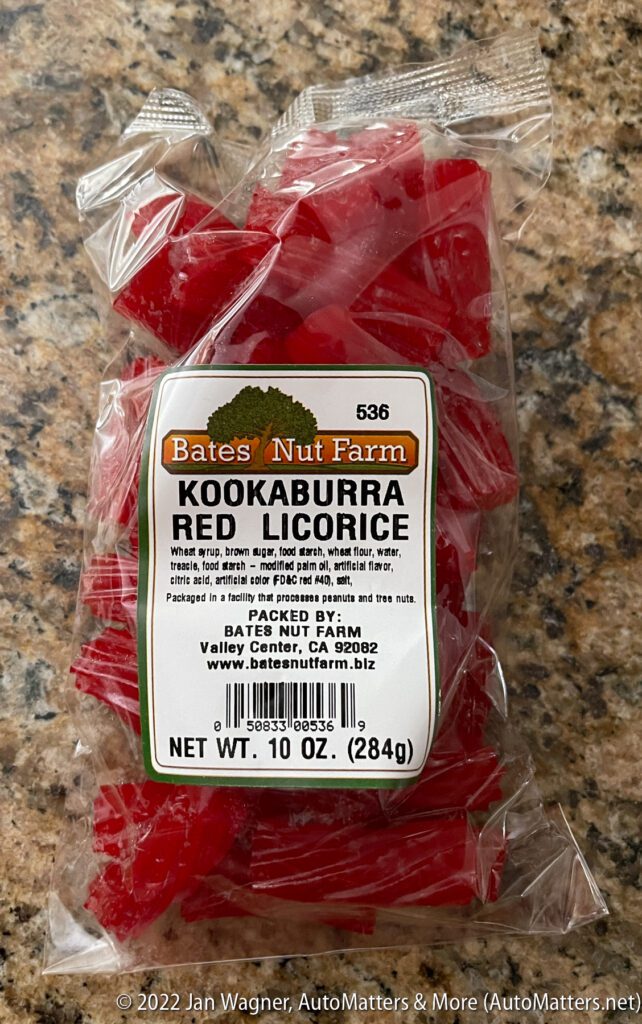 536
Bates Nut Farm
KOOKABURRA
RED LICORICE
Wheat syrup, brown sugar, food starch, wheat flour, water,
treacle, food starch – modified palm oil, artificial flavor,
citric acid, artificial color (FD&C red #40), salt,
Packaged in a facility that processes peanuts and tree nuts.
PACKED BY:
BATES NUT FARM
Valley Center, CA 92082
www.batesnutfarm.biz
0 50833 00536 9
NET WT. 10 OZ. (284g)
© 2022 Jan Wagner, AutoMatters & More (AutoMatters.net)